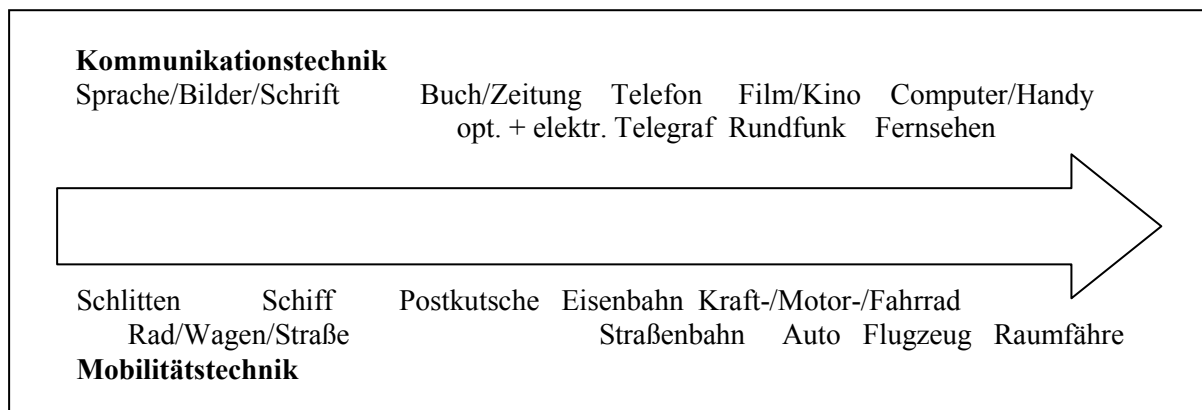 Kommunikationstechnik
Sprache/Bilder/Schrift Buch/Zeitung Telefon Film/Kino Computer/Handy
opt. + elektr. Telegraf Rundfunk Fernsehen
Schlitten Schiff Postkutsche Eisenbahn Kraft-/Motor-/Fahrrad
Rad/Wagen/Straße Straßenbahn Auto Flugzeug Raumfähre
Mobilitätstechnik